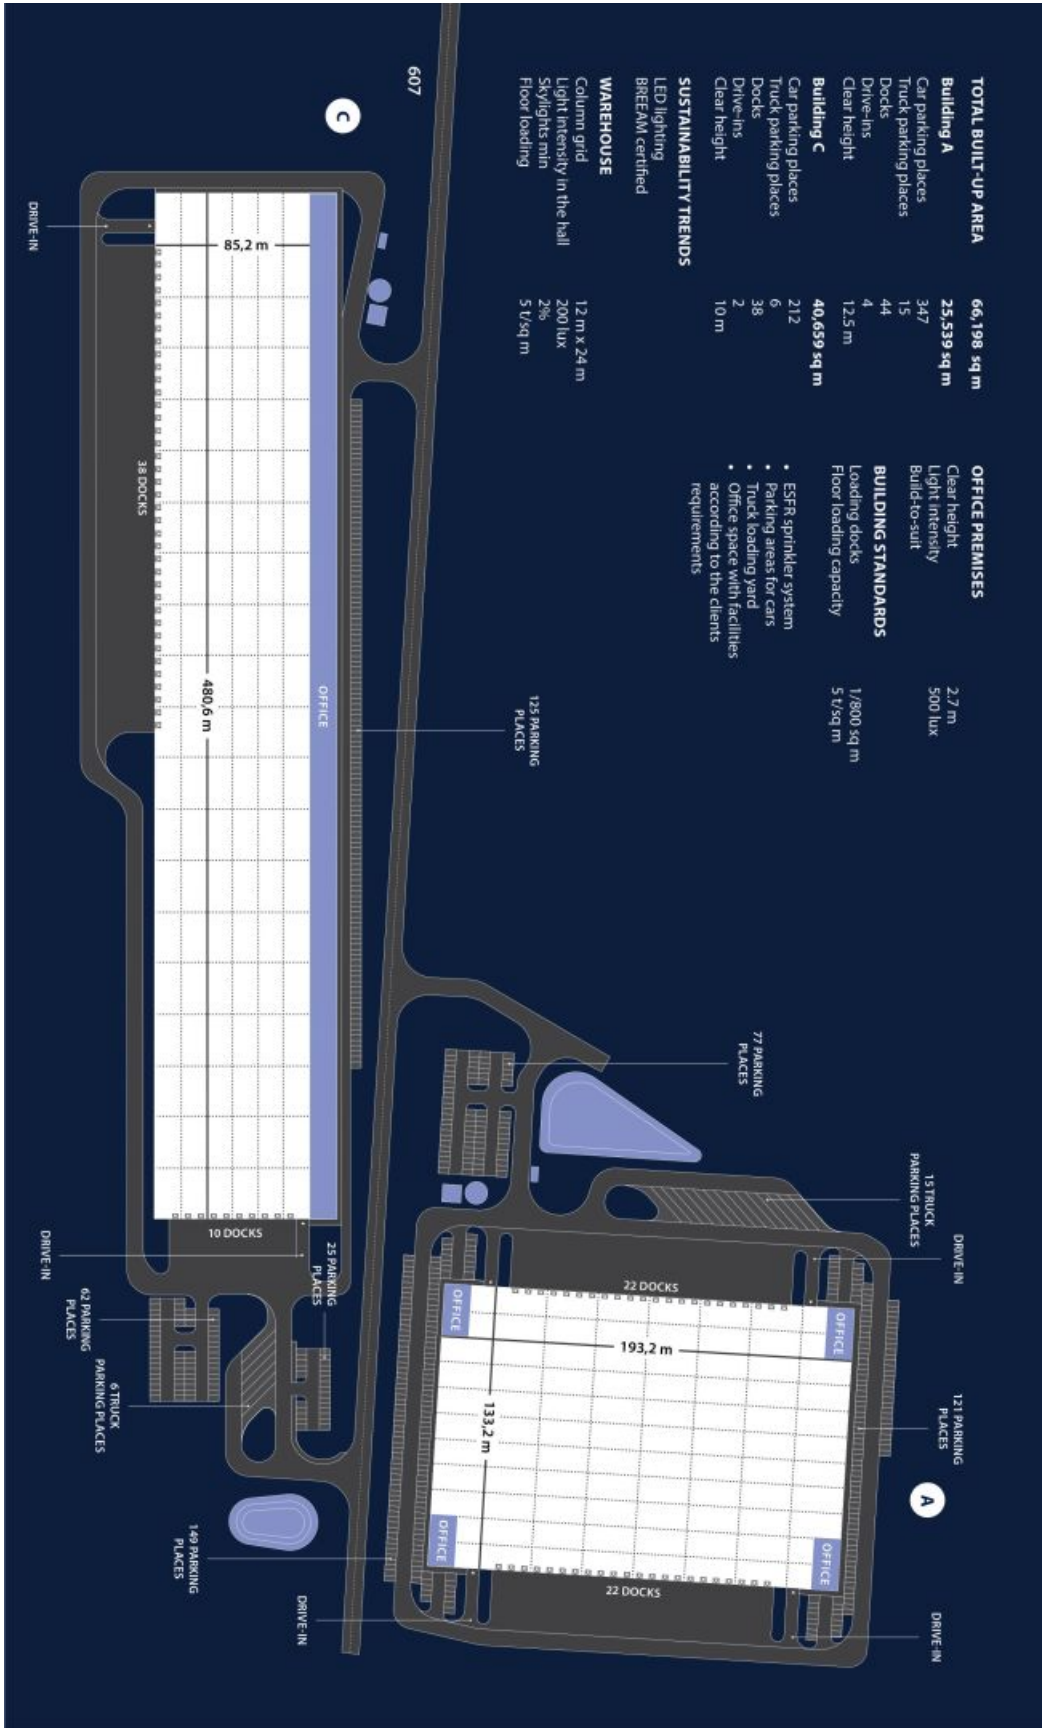 TOTAL BUILT-UP AREA 66,198 sq m
Building A 25,539 sq m
Car parking places 347
Truck parking places 15
Docks 44
Drive-ins 4
Clear height 12.5 m
Building C 40,659 sq m
Car parking places 212
Truck parking places 6
Docks 38
Drive-ins 2
Clear height 10 m
SUSTAINABILITY TRENDS
LED lighting
BREEAM certified
WAREHOUSE
Column grid 12 m x 24 m
Light intensity in the hall 200 lux
Skylights min 2%
Floor loading 5 t/sq m
OFFICE PREMISES
Clear height 2.7 m
Light intensity 500 lux
Build-to-suit
BUILDING STANDARDS
Loading docks 1/800 sq m
Floor loading capacity 5 t/sq m
• ESFR sprinkler system
• Parking areas for cars
• Truck loading yard
• Office space with facilities
according to the clients
requirements
15 TRUCK
PARKING PLACES
DRIVE-IN
121 PARKING
PLACES
A
DRIVE-IN
OFFICE
OFFICE
22 DOCKS
193,2 m
22 DOCKS
133,2 m
OFFICE
OFFICE
77 PARKING
PLACES
125 PARKING
PLACES
607
C
OFFICE
85,2 m
480,6 m
38 DOCKS
DRIVE-IN
10 DOCKS
25 PARKING
PLACES
DRIVE-IN
62 PARKING
PLACES
6 TRUCK
PARKING PLACES
149 PARKING
PLACES
DRIVE-IN